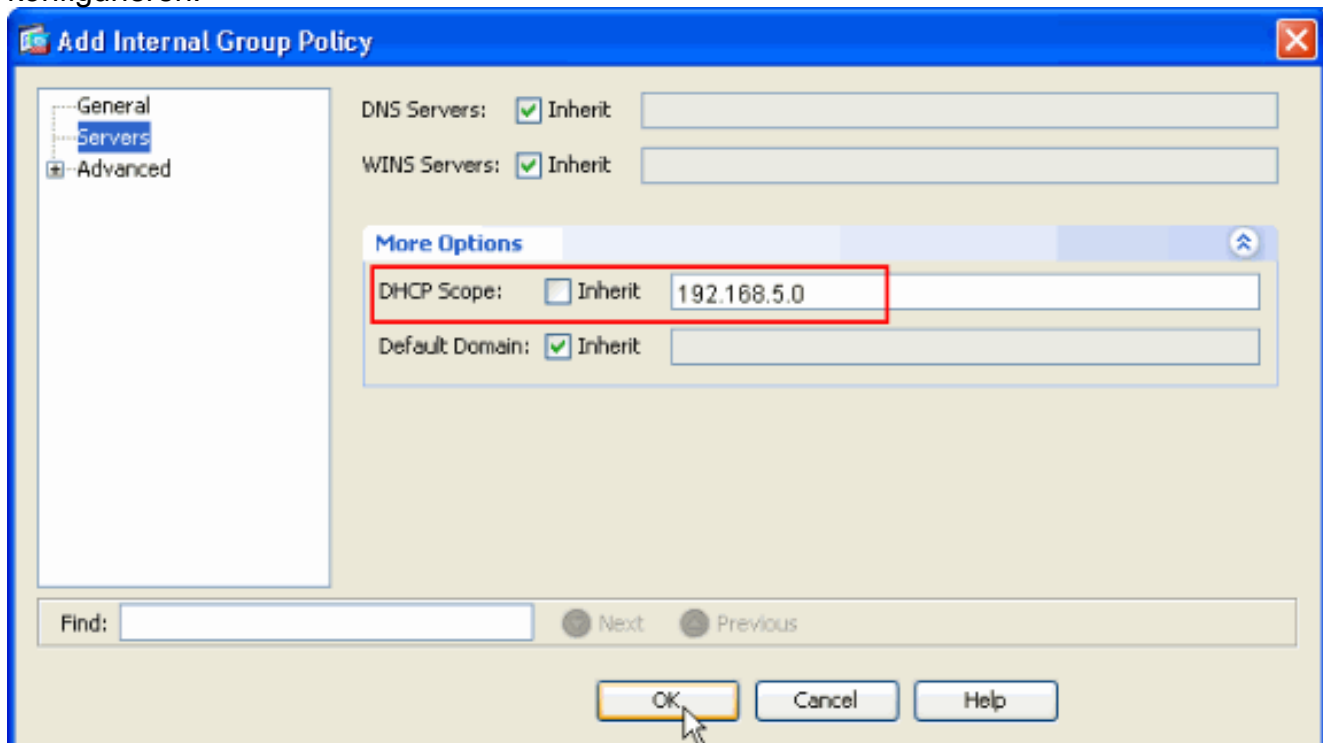 konfigurieren.
Add Internal Group Policy
General
Servers
Advanced
DNS Servers: Inherit
WINS Servers: Inherit
More Options
DHCP Scope: Inherit 192.168.5.0
Default Domain: Inherit
Find: Next Previous
OK Cancel Help